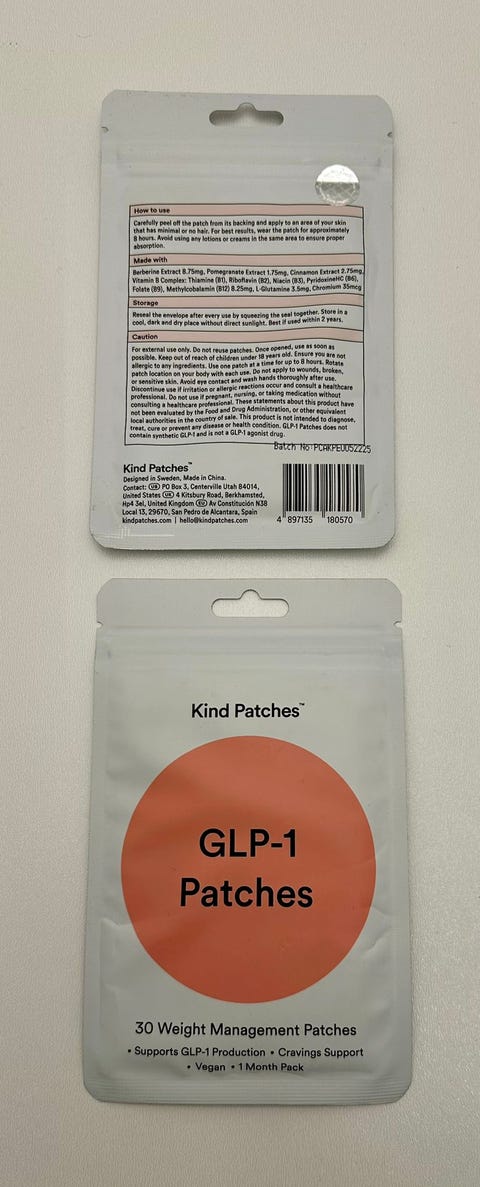 How to use
Carefully peel off the patch from its backing and apply to an area of your skin
that has minimal or no hair. For best results, wear the patch for approximately
8 hours. Avoid using any lotions or creams in the same area to ensure proper
absorption.
Made with
Berberine Extract 8.75mg, Pomegranate Extract 1.75mg, Cinnamon Extract 2.75mg,
Vitamin B Complex: Thiamine (B1), Riboflavin (B2), Niacin (B3), PyridoxineHC (B6),
Folate (B9), Methylcobalamin (B12) 8.25mg, L-Glutamine 3.5mg, Chromium 35mcg
Storage
Reseal the envelope after every use by squeezing the seal together. Store in a
cool, dark and dry place without direct sunlight. Best if used within 2 years.
Caution
For external use only. Do not reuse patches. Once opened, use as soon as
possible. Keep out of reach of children under 18 years old. Ensure you are not
allergic to any ingredients. Use one patch at a time for up to 8 hours. Rotate
patch location on your body with each use. Do not apply to wounds, broken,
or sensitive skin. Avoid eye contact and wash hands thoroughly after use.
Discontinue use if irritation or allergic reactions occur and consult a healthcare
professional. Do not use if pregnant, nursing, or taking medication without
consulting a healthcare professional. These statements about this product have
not been evaluated by the Food and Drug Administration, or other equivalent
local authorities in the country of sale. This product is not intended to diagnose,
treat, cure or prevent any disease or health condition. GLP-1 Patches does not
contain synthetic GLP-1 and is not a GLP-1 agonist drug.
Batch No:PCAKPEU052225
Kind Patches™
Designed in Sweden, Made in China.
Contact: US PO Box 3, Centerville Utah 84014,
United States UK 4 Kitsbury Road, Berkhamsted,
Hp4 3el, United Kingdom EU Av Constitución N38
Local 13, 29670, San Pedro de Alcantara, Spain
kindpatches.com | hello@kindpatches.com
4 897135 180570
Kind Patches™
GLP-1
Patches
30 Weight Management Patches
• Supports GLP-1 Production • Cravings Support
• Vegan • 1 Month Pack